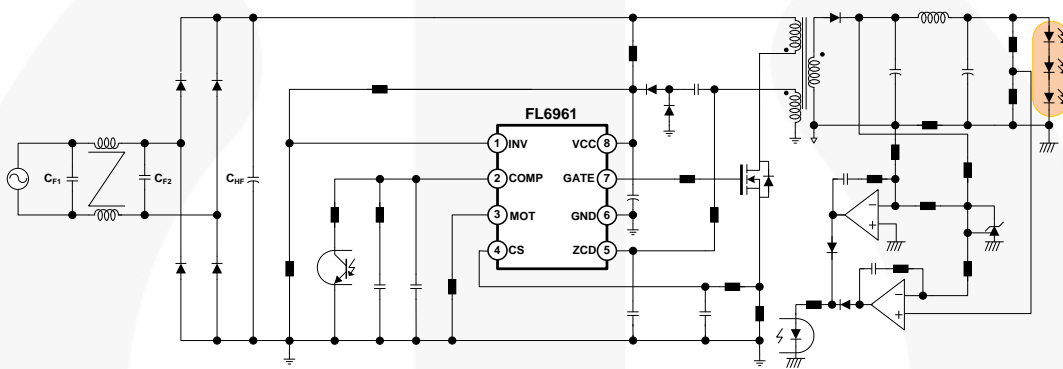 FL6961
1 INV
VCC 8
2 COMP
GATE 7
3 MOT
GND 6
4 CS
ZCD 5
CF1
CF2
CHF